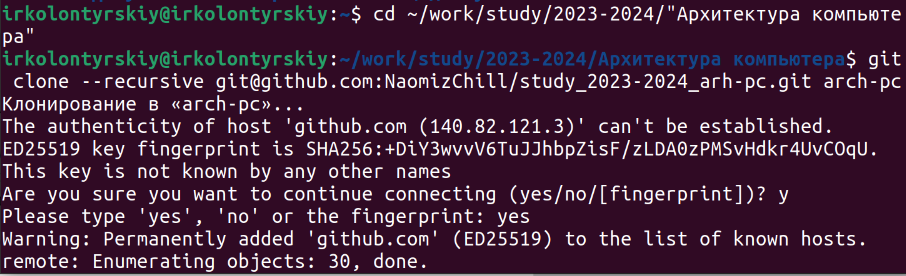 irkolontyrskiy@irkolontyrskiy:~$ cd ~/work/study/2023-2024/"Архитектура компьюте
ра"
irkolontyrskiy@irkolontyrskiy:~/work/study/2023-2024/Архитектура компьютера$ git
 clone --recursive git@github.com:NaomizChill/study_2023-2024_arh-pc.git arch-pc
Клонирование в «arch-pc»...
The authenticity of host 'github.com (140.82.121.3)' can't be established.
ED25519 key fingerprint is SHA256:+DiY3wvvV6TuJJhbpZisF/zLDA0zPMSvHdkr4UvCOqU.
This key is not known by any other names
Are you sure you want to continue connecting (yes/no/[fingerprint])? y
Please type 'yes', 'no' or the fingerprint: yes
Warning: Permanently added 'github.com' (ED25519) to the list of known hosts.
remote: Enumerating objects: 30, done.